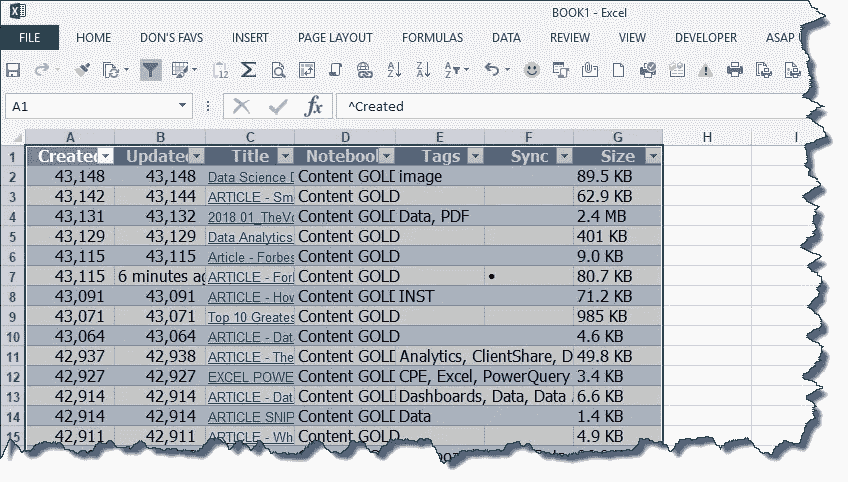 BOOK1 - Excel
FILE HOME DON'S FAVS INSERT PAGE LAYOUT FORMULAS DATA REVIEW VIEW DEVELOPER ASAP
A1 fx ^Created
A B C D E F G H I
1 Created Updated Title Notebook Tags Sync Size
2 43,148 43,148 Data Science D Content GOLD image 89.5 KB
3 43,142 43,144 ARTICLE - Sm Content GOLD 62.9 KB
4 43,131 43,132 2018 01_TheVo Content GOLD Data, PDF 2.4 MB
5 43,129 43,129 Data Analytics Content GOLD 401 KB
6 43,115 43,115 Article - Forbes Content GOLD 9.0 KB
7 43,115 6 minutes ag ARTICLE - For Content GOLD • 80.7 KB
8 43,091 43,091 ARTICLE - How Content GOLD INST 71.2 KB
9 43,071 43,071 Top 10 Greates Content GOLD 985 KB
10 43,064 43,064 ARTICLE - Dat Content GOLD 4.6 KB
11 42,937 42,938 ARTICLE - The Content GOLD Analytics, ClientShare, D 49.8 KB
12 42,927 42,927 EXCEL POWE Content GOLD CPE, Excel, PowerQuery 3.4 KB
13 42,914 42,914 ARTICLE - Dat Content GOLD Dashboards, Data, Data 6.6 KB
14 42,914 42,914 ARTICLE SNIP Content GOLD Data 1.4 KB
15 42,911 42,911 ARTICLE - Wh Content GOLD 4.9 KB